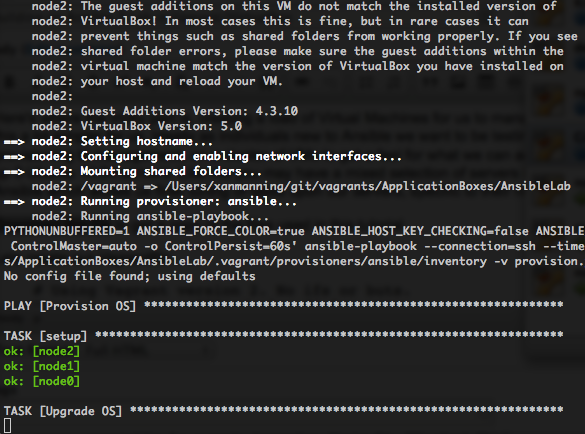 node2: The guest additions on this VM do not match the installed version of
node2: VirtualBox! In most cases this is fine, but in rare cases it can
node2: prevent things such as shared folders from working properly. If you see
node2: shared folder errors, please make sure the guest additions within the
node2: virtual machine match the version of VirtualBox you have installed on
node2: your host and reload your VM.
node2:
node2: Guest Additions Version: 4.3.10
node2: VirtualBox Version: 5.0
==> node2: Setting hostname...
==> node2: Configuring and enabling network interfaces...
==> node2: Mounting shared folders...
node2: /vagrant => /Users/xanmanning/git/vagrants/ApplicationBoxes/AnsibleLab
==> node2: Running provisioner: ansible...
node2: Running ansible-playbook...
PYTHONUNBUFFERED=1 ANSIBLE_FORCE_COLOR=true ANSIBLE_HOST_KEY_CHECKING=false ANSIBLE
ControlMaster=auto -o ControlPersist=60s' ansible-playbook --connection=ssh --time
s/ApplicationBoxes/AnsibleLab/.vagrant/provisioners/ansible/inventory -v provision.
No config file found; using defaults
PLAY [Provision OS] ************************************************************
TASK [setup] *******************************************************************
ok: [node2]
ok: [node1]
ok: [node0]
TASK [Upgrade OS] **************************************************************